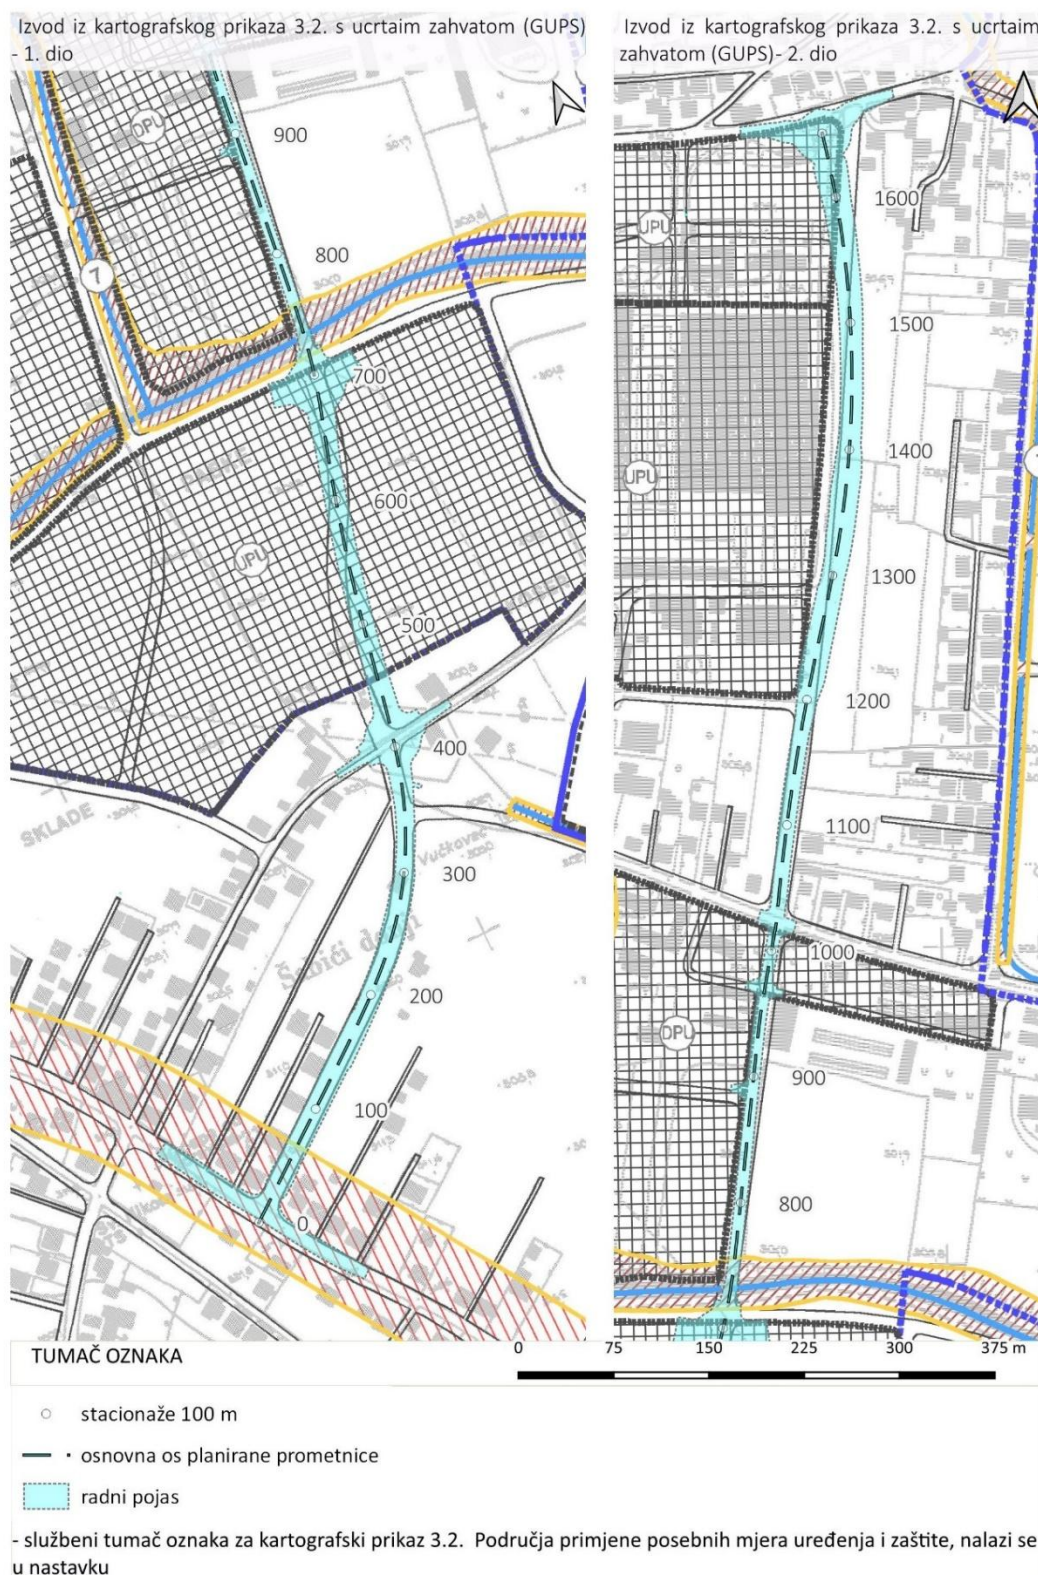 Izvod iz kartografskog prikaza 3.2. s ucrtaim zahvatom (GUPS)
- 1. dio
DPU
900
800
7
700
600
UPU
500
400
SKLADE
Vučkovac
300
Šabići dolgi
200
100
0
Izvod iz kartografskog prikaza 3.2. s ucrtaim
zahvatom (GUPS)- 2. dio
1600
UPU
1500
1400
UPU
1300
1200
1100
1000
DPU
900
800
TUMAČ OZNAKA
0 75 150 225 300 375 m
stacionaže 100 m
osnovna os planirane prometnice
radni pojas
- službeni tumač oznaka za kartografski prikaz 3.2. Područja primjene posebnih mjera uređenja i zaštite, nalazi se
u nastavku